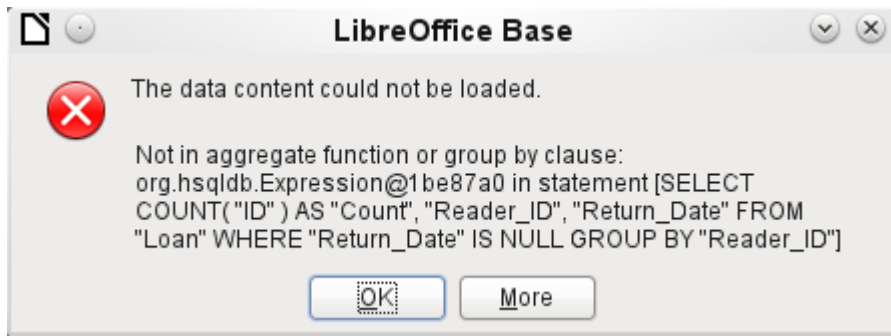 LibreOffice Base
The data content could not be loaded.
Not in aggregate function or group by clause:
org.hsqldb.Expression@1be87a0 in statement [SELECT
COUNT( "ID" ) AS "Count", "Reader_ID", "Return_Date" FROM
"Loan" WHERE "Return_Date" IS NULL GROUP BY "Reader_ID"]
OK
More